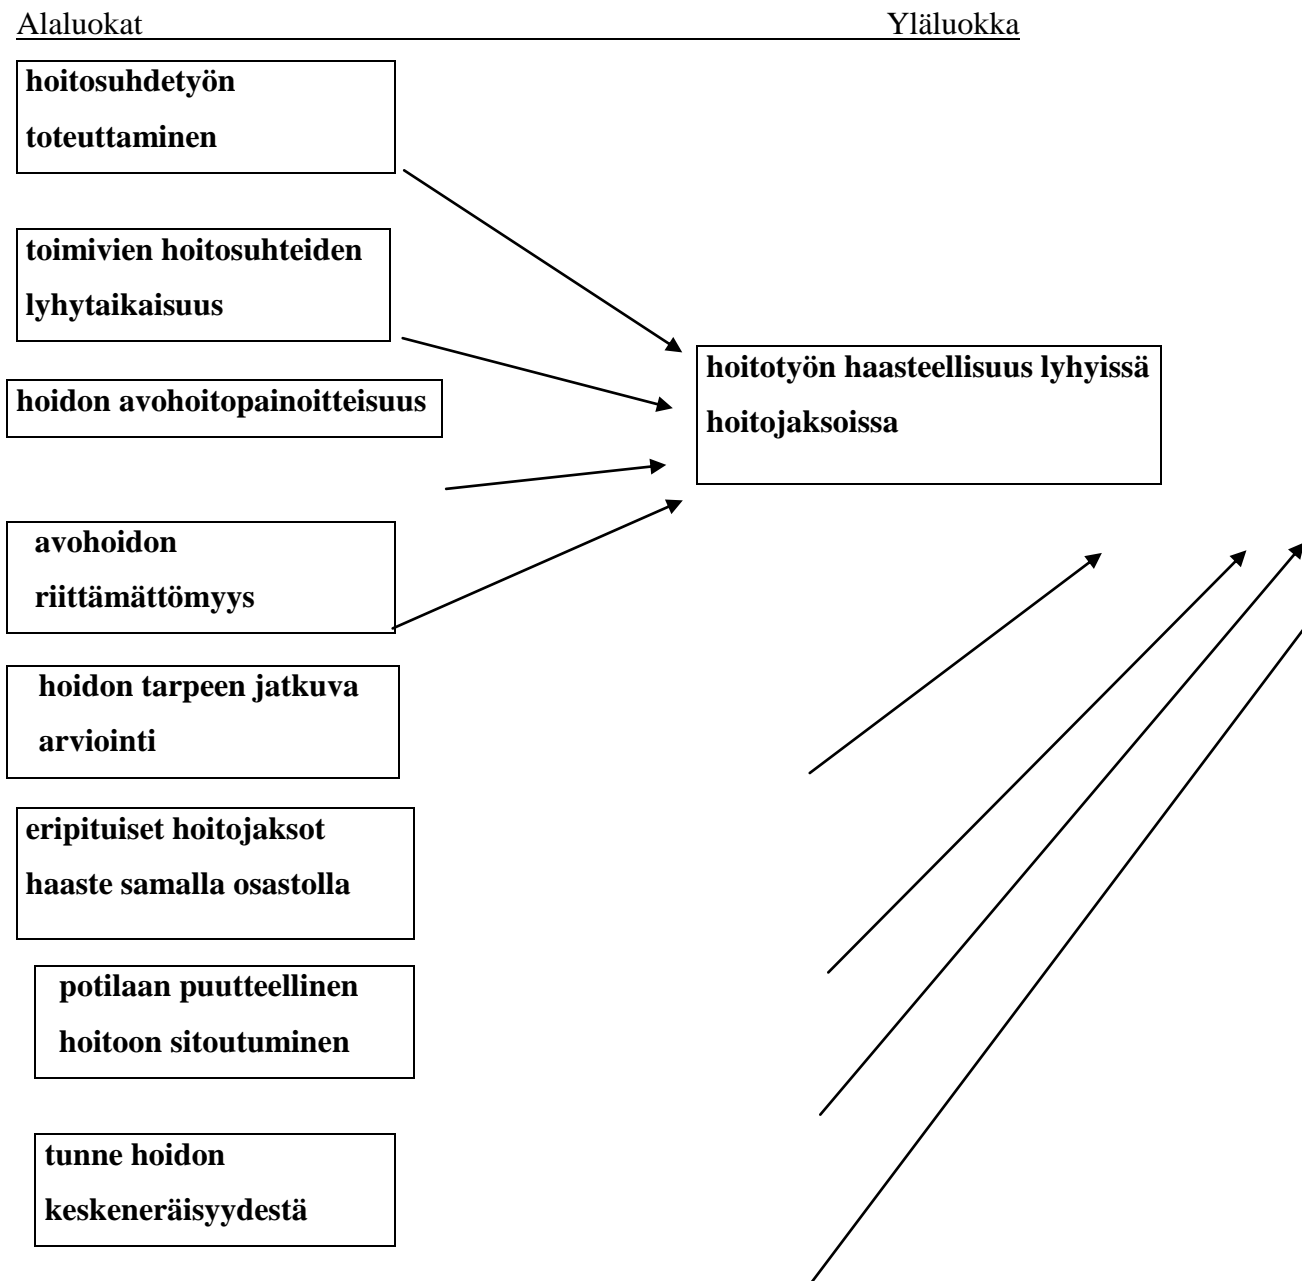 Alaluokat Yläluokka
hoitosuhdetyön
toteuttaminen
toimivien hoitosuhteiden
lyhytaikaisuus
hoitotyön haasteellisuus lyhyissä
hoitojaksoissa
hoidon avohoitopainoitteisuus
avohoidon
riittämättömyys
hoidon tarpeen jatkuva
arviointi
eripituiset hoitojaksot
haaste samalla osastolla
potilaan puutteellinen
hoitoon sitoutuminen
tunne hoidon
keskeneräisyydestä